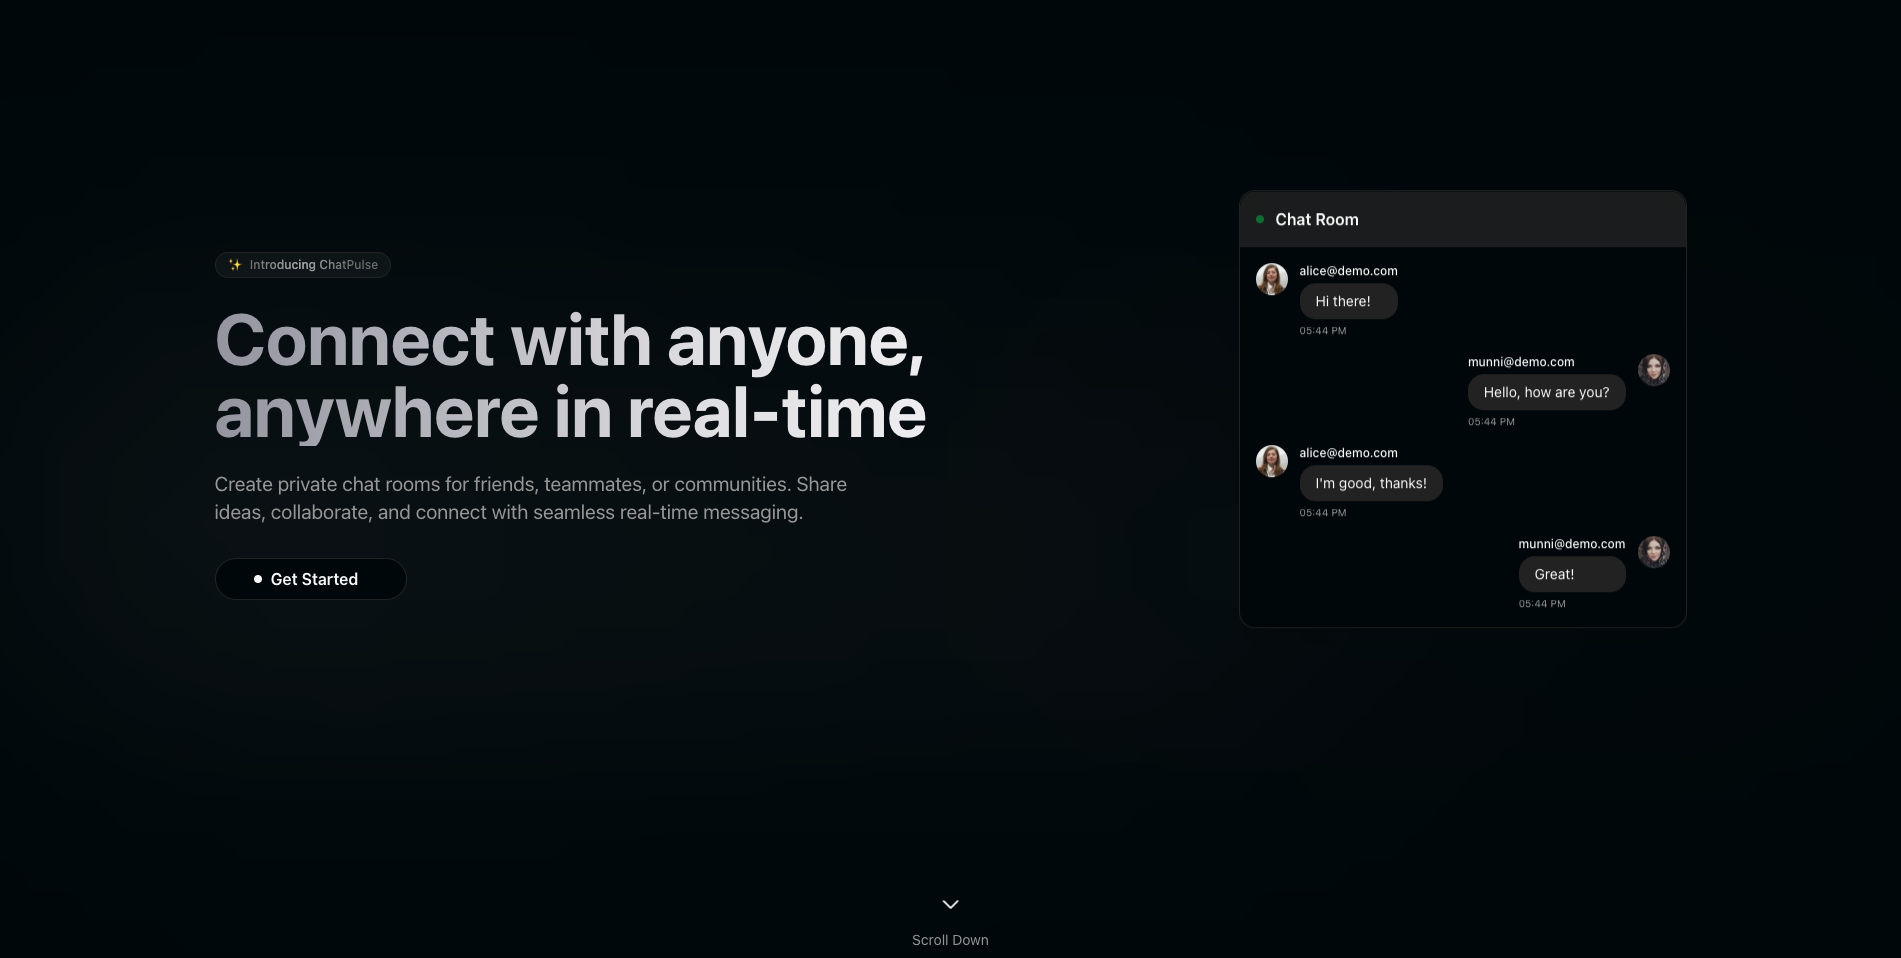 ✨ Introducing ChatPulse
Connect with anyone,
anywhere in real-time
Create private chat rooms for friends, teammates, or communities. Share
ideas, collaborate, and connect with seamless real-time messaging.
Get Started
Chat Room
alice@demo.com
Hi there!
05:44 PM
munni@demo.com
Hello, how are you?
05:44 PM
alice@demo.com
I'm good, thanks!
05:44 PM
munni@demo.com
Great!
05:44 PM
Scroll Down